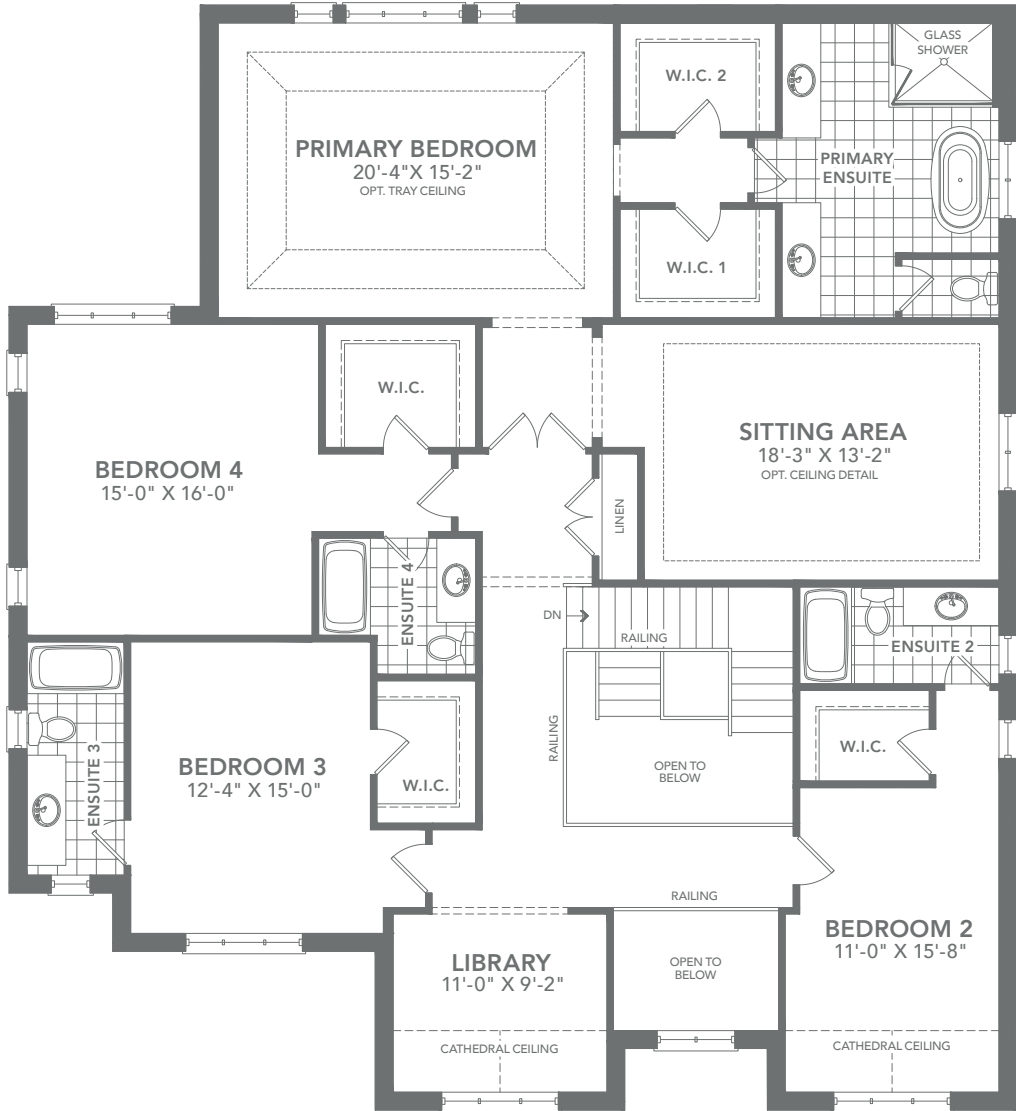 GLASS
SHOWER
W.I.C. 2
PRIMARY BEDROOM
20'-4"X 15'-2"
OPT. TRAY CEILING
PRIMARY
ENSUITE
W.I.C. 1
W.I.C.
SITTING AREA
18'-3" X 13'-2"
OPT. CEILING DETAIL
BEDROOM 4
15'-0" X 16'-0"
LINEN
ENSUITE 4
DN
RAILING
ENSUITE 2
RAILING
W.I.C.
ENSUITE 3
BEDROOM 3
12'-4" X 15'-0"
W.I.C.
OPEN TO
BELOW
RAILING
BEDROOM 2
11'-0" X 15'-8"
LIBRARY
11'-0" X 9'-2"
OPEN TO
BELOW
CATHEDRAL CEILING
CATHEDRAL CEILING